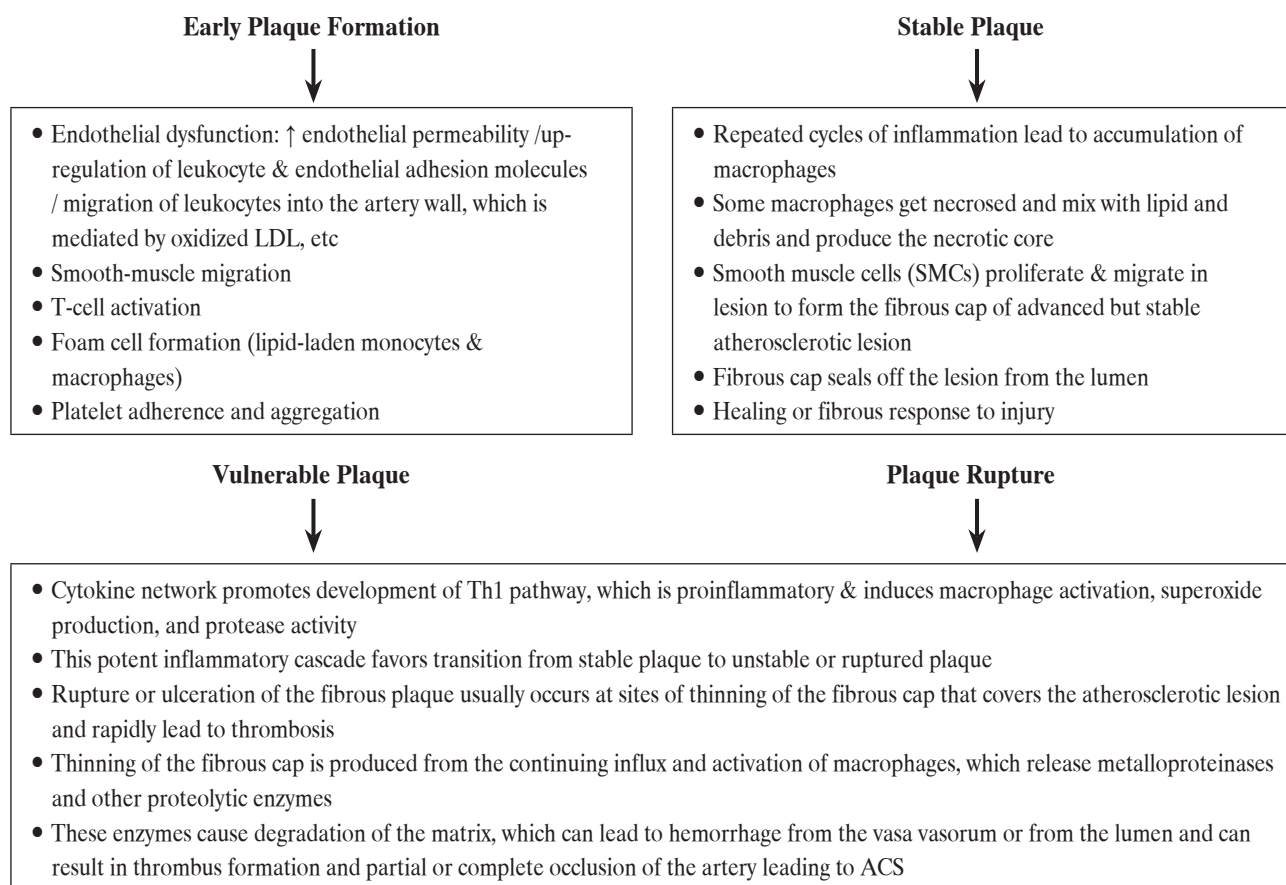 Early Plaque Formation
• Endothelial dysfunction: ↑ endothelial permeability /up-
regulation of leukocyte & endothelial adhesion molecules
/ migration of leukocytes into the artery wall, which is
mediated by oxidized LDL, etc
• Smooth-muscle migration
• T-cell activation
• Foam cell formation (lipid-laden monocytes &
macrophages)
• Platelet adherence and aggregation
Stable Plaque
• Repeated cycles of inflammation lead to accumulation of
macrophages
• Some macrophages get necrosed and mix with lipid and
debris and produce the necrotic core
• Smooth muscle cells (SMCs) proliferate & migrate in
lesion to form the fibrous cap of advanced but stable
atherosclerotic lesion
• Fibrous cap seals off the lesion from the lumen
• Healing or fibrous response to injury
Vulnerable Plaque
Plaque Rupture
• Cytokine network promotes development of Th1 pathway, which is proinflammatory & induces macrophage activation, superoxide
production, and protease activity
• This potent inflammatory cascade favors transition from stable plaque to unstable or ruptured plaque
• Rupture or ulceration of the fibrous plaque usually occurs at sites of thinning of the fibrous cap that covers the atherosclerotic lesion
and rapidly lead to thrombosis
• Thinning of the fibrous cap is produced from the continuing influx and activation of macrophages, which release metalloproteinases
and other proteolytic enzymes
• These enzymes cause degradation of the matrix, which can lead to hemorrhage from the vasa vasorum or from the lumen and can
result in thrombus formation and partial or complete occlusion of the artery leading to ACS